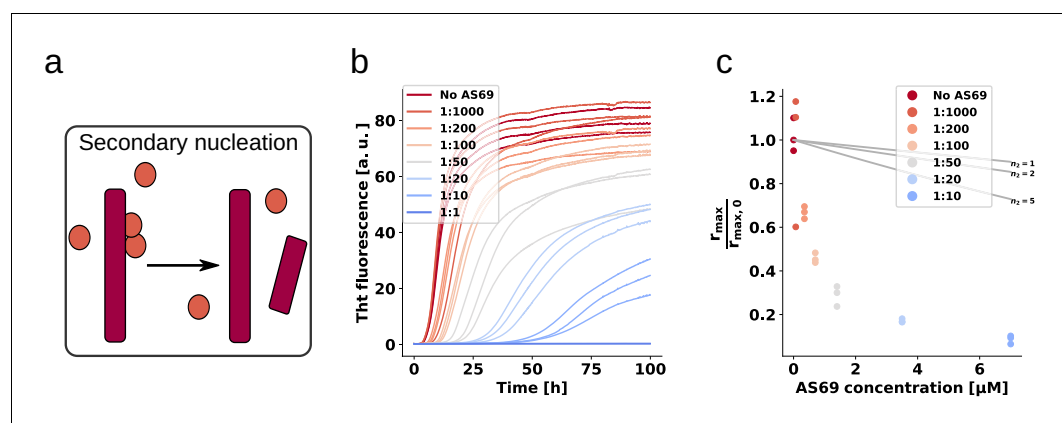 a
Secondary nucleation
b
No AS69
1:1000
1:200
1:100
1:50
1:20
1:10
1:1
Tht fluorescence [a. u.]
80
60
40
20
0
0 25 50 75 100
Time [h]
c
No AS69
1:1000
1:200
1:100
1:50
1:20
1:10
r_max
r_max, 0
1.2
1.0
0.8
0.6
0.4
0.2
n₂ = 1
n₂ = 2
n₂ = 5
0 2 4 6
AS69 concentration [µM]